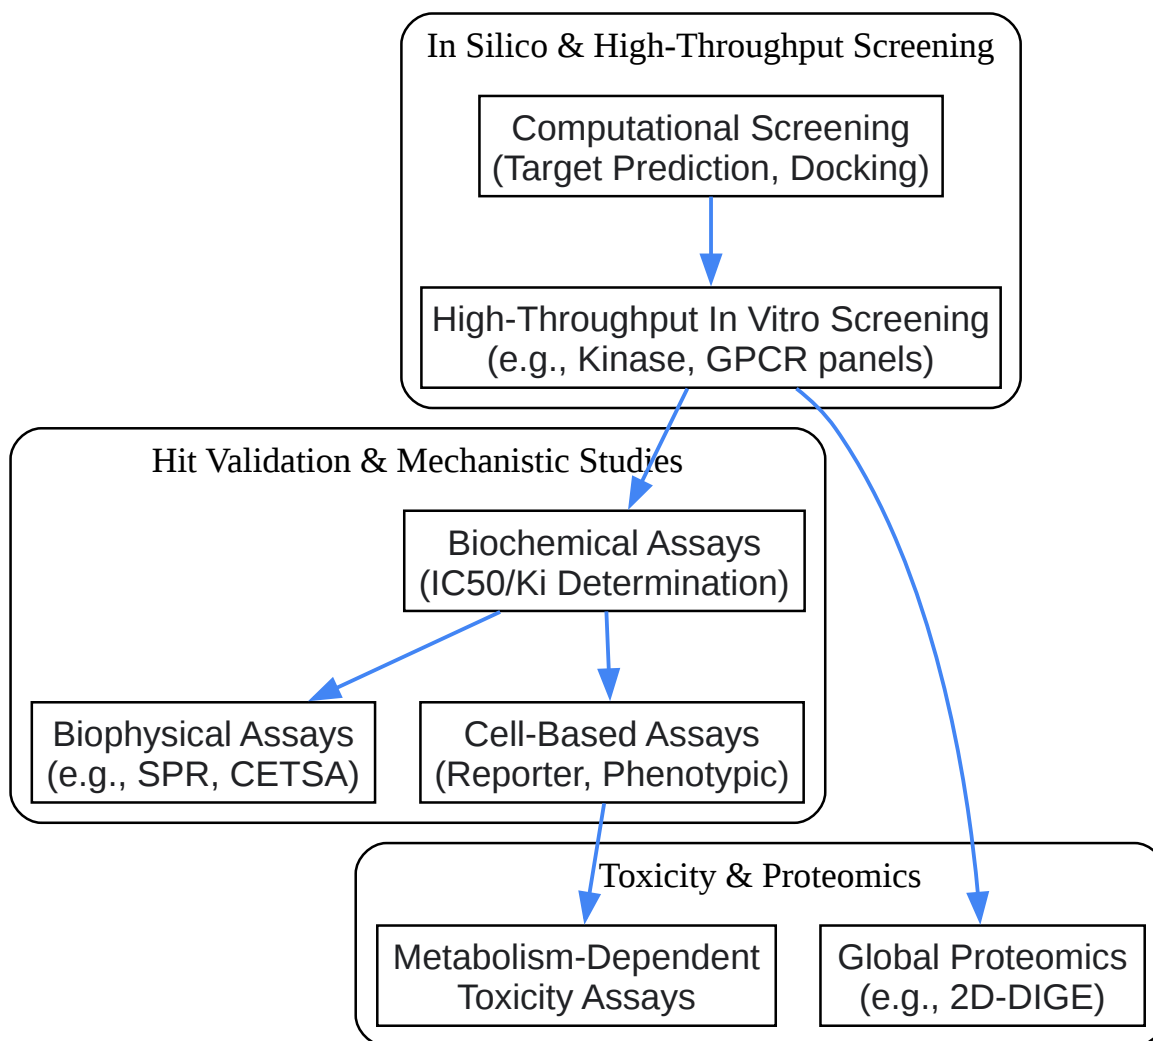 In Silico & High-Throughput Screening
Computational Screening
(Target Prediction, Docking)
High-Throughput In Vitro Screening
(e.g., Kinase, GPCR panels)
Hit Validation & Mechanistic Studies
Biochemical Assays
(IC50/Ki Determination)
Biophysical Assays
(e.g., SPR, CETSA)
Cell-Based Assays
(Reporter, Phenotypic)
Toxicity & Proteomics
Metabolism-Dependent
Toxicity Assays
Global Proteomics
(e.g., 2D-DIGE)